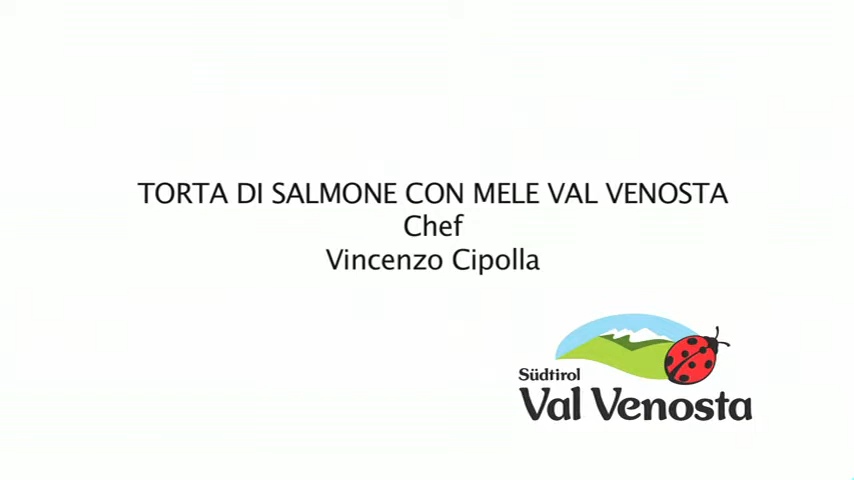 TORTA DI SALMONE CON MELE VAL VENOSTA
Chef
Vincenzo Cipolla
Südtirol
Val Venosta